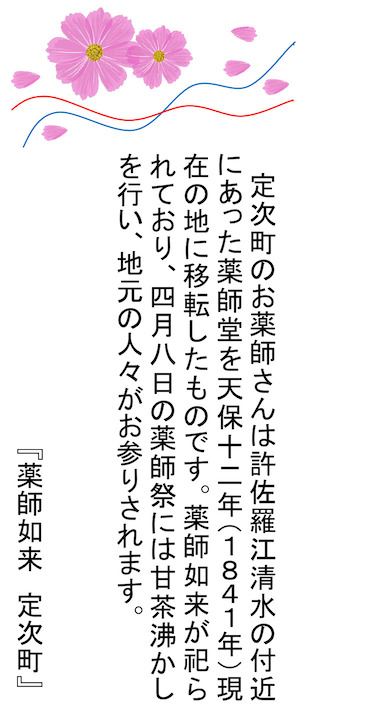 定次町のお薬師さんは許佐羅江清水の付近
にあった薬師堂を天保十二年（１８４１年）現
在の地に移転したものです。薬師如来が祀ら
れており、四月八日の薬師祭には甘茶沸かし
を行い、地元の人々がお参りされます。
『薬師如来　定次町』